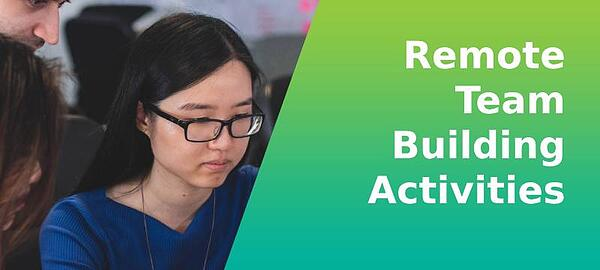 Remote
Team
Building
Activities